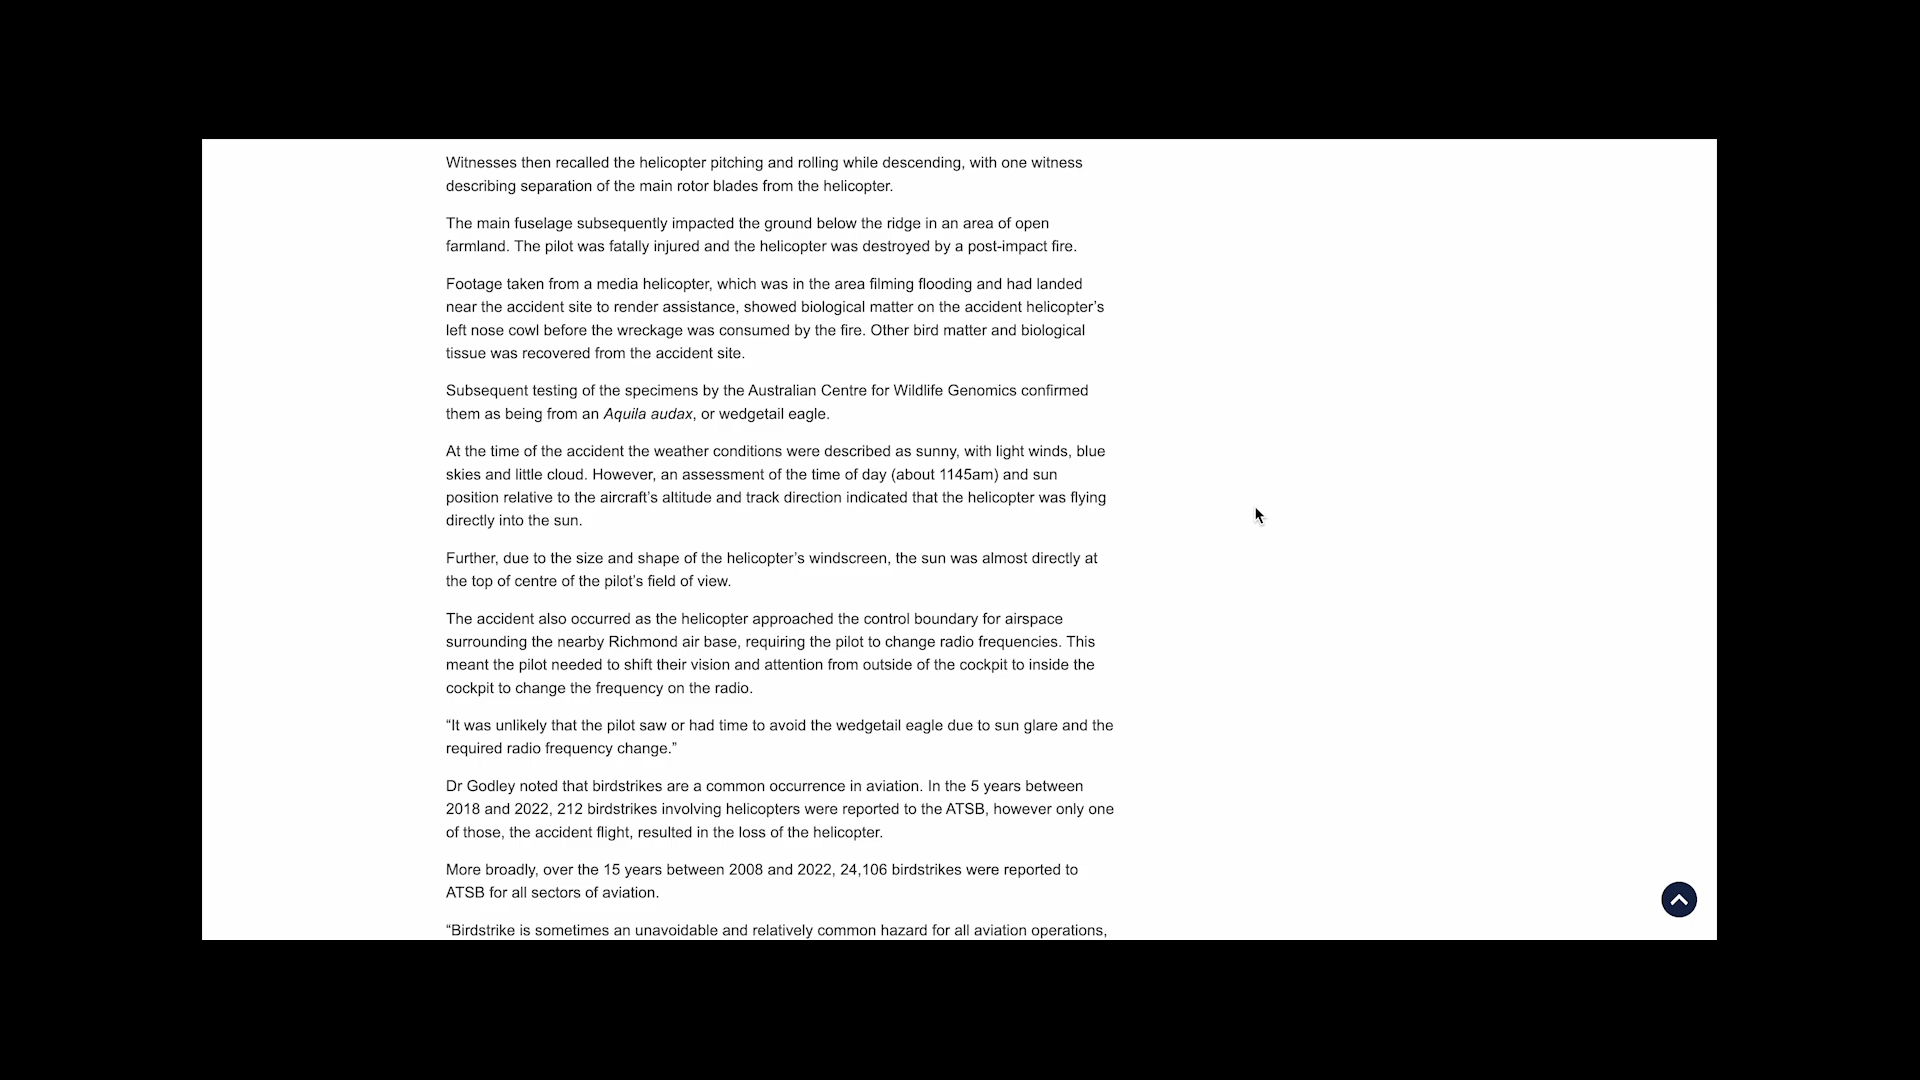 Witnesses then recalled the helicopter pitching and rolling while descending, with one witness
describing separation of the main rotor blades from the helicopter.
The main fuselage subsequently impacted the ground below the ridge in an area of open
farmland. The pilot was fatally injured and the helicopter was destroyed by a post-impact fire.
Footage taken from a media helicopter, which was in the area filming flooding and had landed
near the accident site to render assistance, showed biological matter on the accident helicopter’s
left nose cowl before the wreckage was consumed by the fire. Other bird matter and biological
tissue was recovered from the accident site.
Subsequent testing of the specimens by the Australian Centre for Wildlife Genomics confirmed
them as being from an Aquila audax, or wedgetail eagle.
At the time of the accident the weather conditions were described as sunny, with light winds, blue
skies and little cloud. However, an assessment of the time of day (about 1145am) and sun
position relative to the aircraft’s altitude and track direction indicated that the helicopter was flying
directly into the sun.
Further, due to the size and shape of the helicopter’s windscreen, the sun was almost directly at
the top of centre of the pilot’s field of view.
The accident also occurred as the helicopter approached the control boundary for airspace
surrounding the nearby Richmond air base, requiring the pilot to change radio frequencies. This
meant the pilot needed to shift their vision and attention from outside of the cockpit to inside the
cockpit to change the frequency on the radio.
“It was unlikely that the pilot saw or had time to avoid the wedgetail eagle due to sun glare and the
required radio frequency change.”
Dr Godley noted that birdstrikes are a common occurrence in aviation. In the 5 years between
2018 and 2022, 212 birdstrikes involving helicopters were reported to the ATSB, however only one
of those, the accident flight, resulted in the loss of the helicopter.
More broadly, over the 15 years between 2008 and 2022, 24,106 birdstrikes were reported to
ATSB for all sectors of aviation.
“Birdstrike is sometimes an unavoidable and relatively common hazard for all aviation operations,